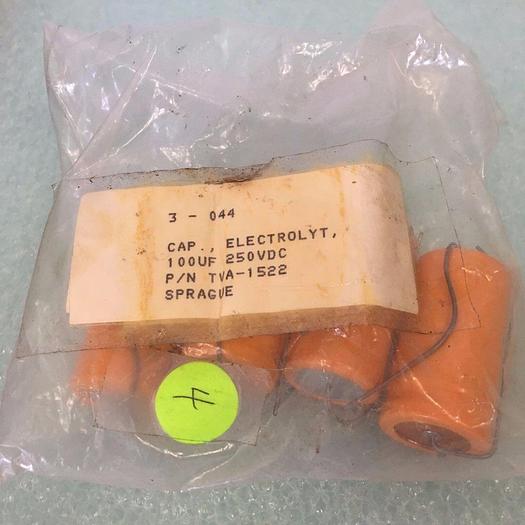 3 - 044
CAP., ELECTROLYT,
100UF 250VDC
P/N TVA-1522
SPRAGUE
4